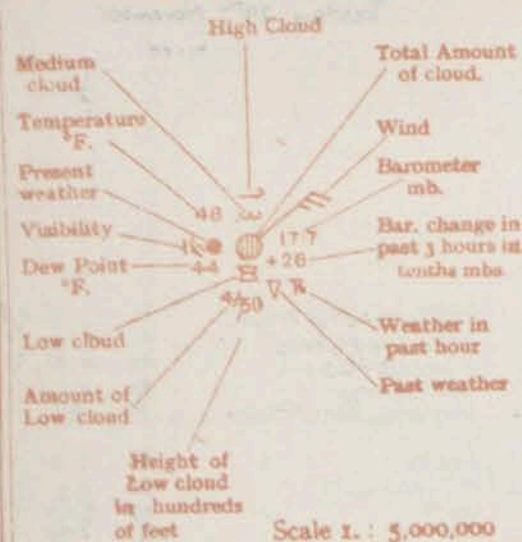 High Cloud
Medium
cloud
Total Amount
of cloud.
Temperature
°F.
Wind
Present
weather
Barometer
mb.
48
Visibility
17.7
Bar. change in
past 3 hours in
tenths mbs.
+26
Dew Point
°F.
44
4/50
Low cloud
Weather in
past hour
Amount of
Low cloud
Past weather
Height of
Low cloud
in hundreds
of feet
Scale 1. : 5,000,000